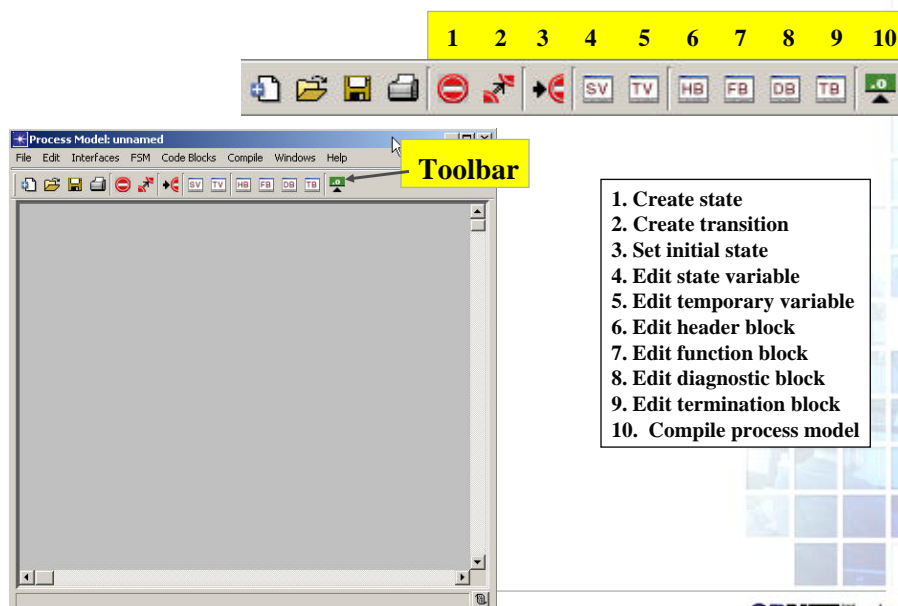 1 2 3 4 5 6 7 8 9 10
SV TV HB FB DB TB
Process Model: unnamed
File Edit Interfaces FSM Code Blocks Compile Windows Help
SV TV HB FB DB TB
Toolbar
1. Create state
2. Create transition
3. Set initial state
4. Edit state variable
5. Edit temporary variable
6. Edit header block
7. Edit function block
8. Edit diagnostic block
9. Edit termination block
10. Compile process model